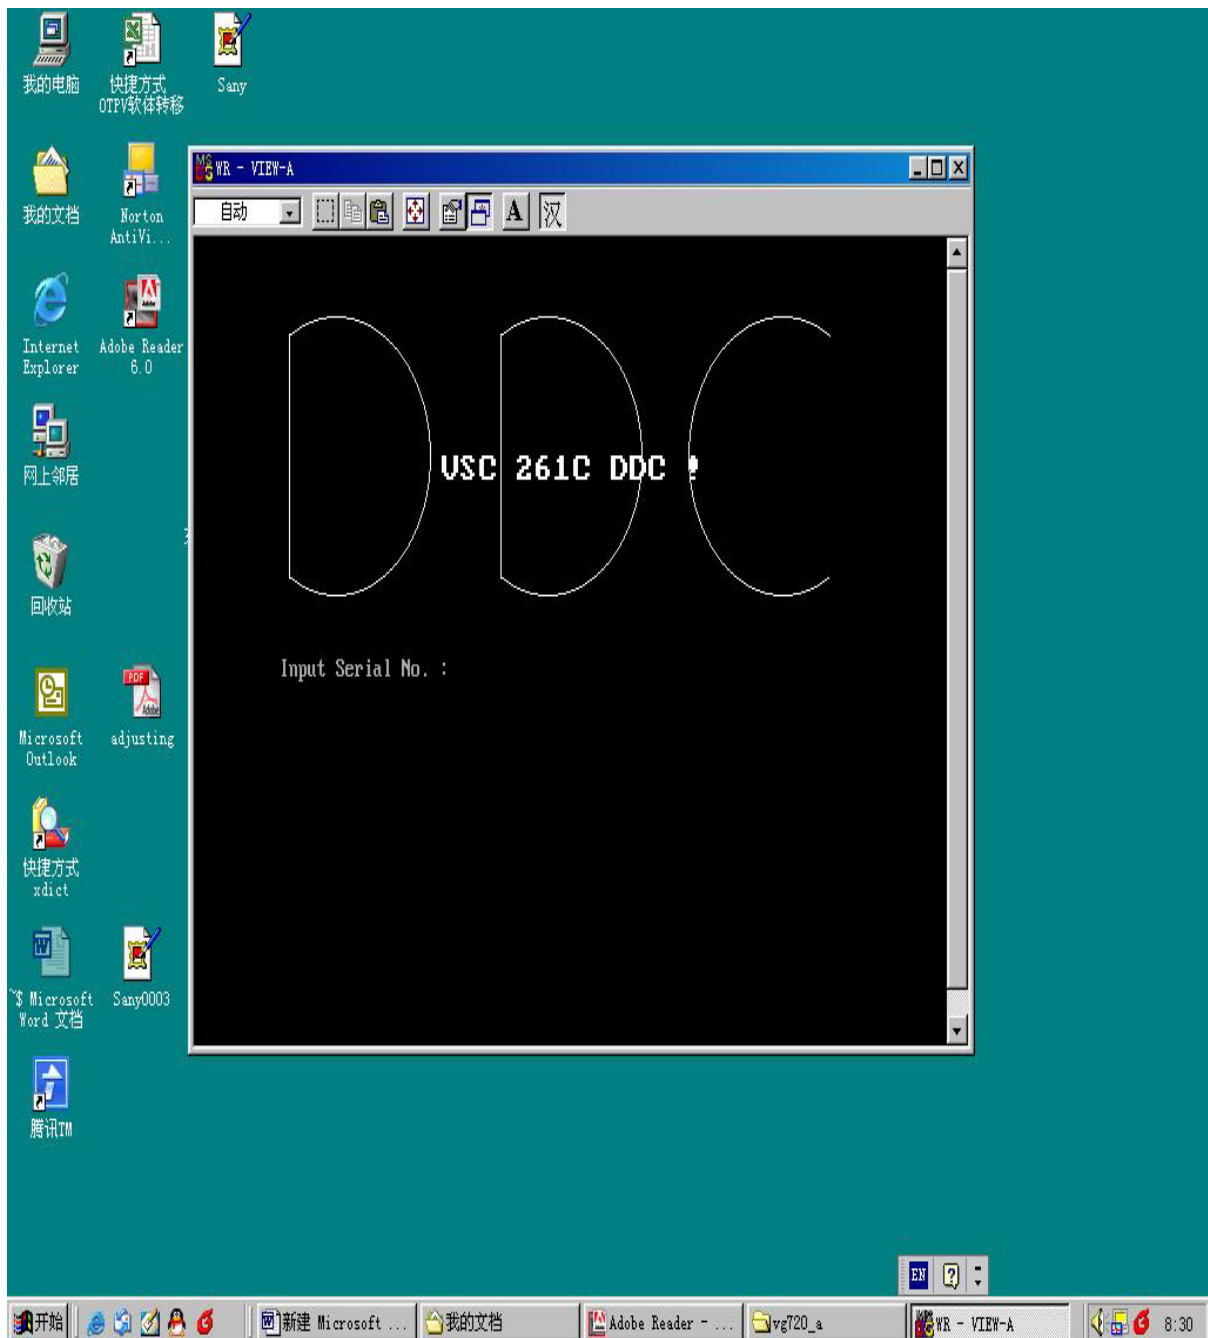 我的电脑
快捷方式
OTPV软体转移
Sany
我的文档
Norton
AntiVi...
Internet
Explorer
Adobe Reader
6.0
网上邻居
回收站
Microsoft
Outlook
adjusting
快捷方式
xdict
~$ Microsoft
Word 文档
Sany0003
腾讯TM
WR - VIEW-A
自动
A
汉
DDC
VSC 261C DDC !
Input Serial No. :
EN
开始
新建 Microsoft ...
我的文档
Adobe Reader - ...
vg720_a
WR - VIEW-A
8:30